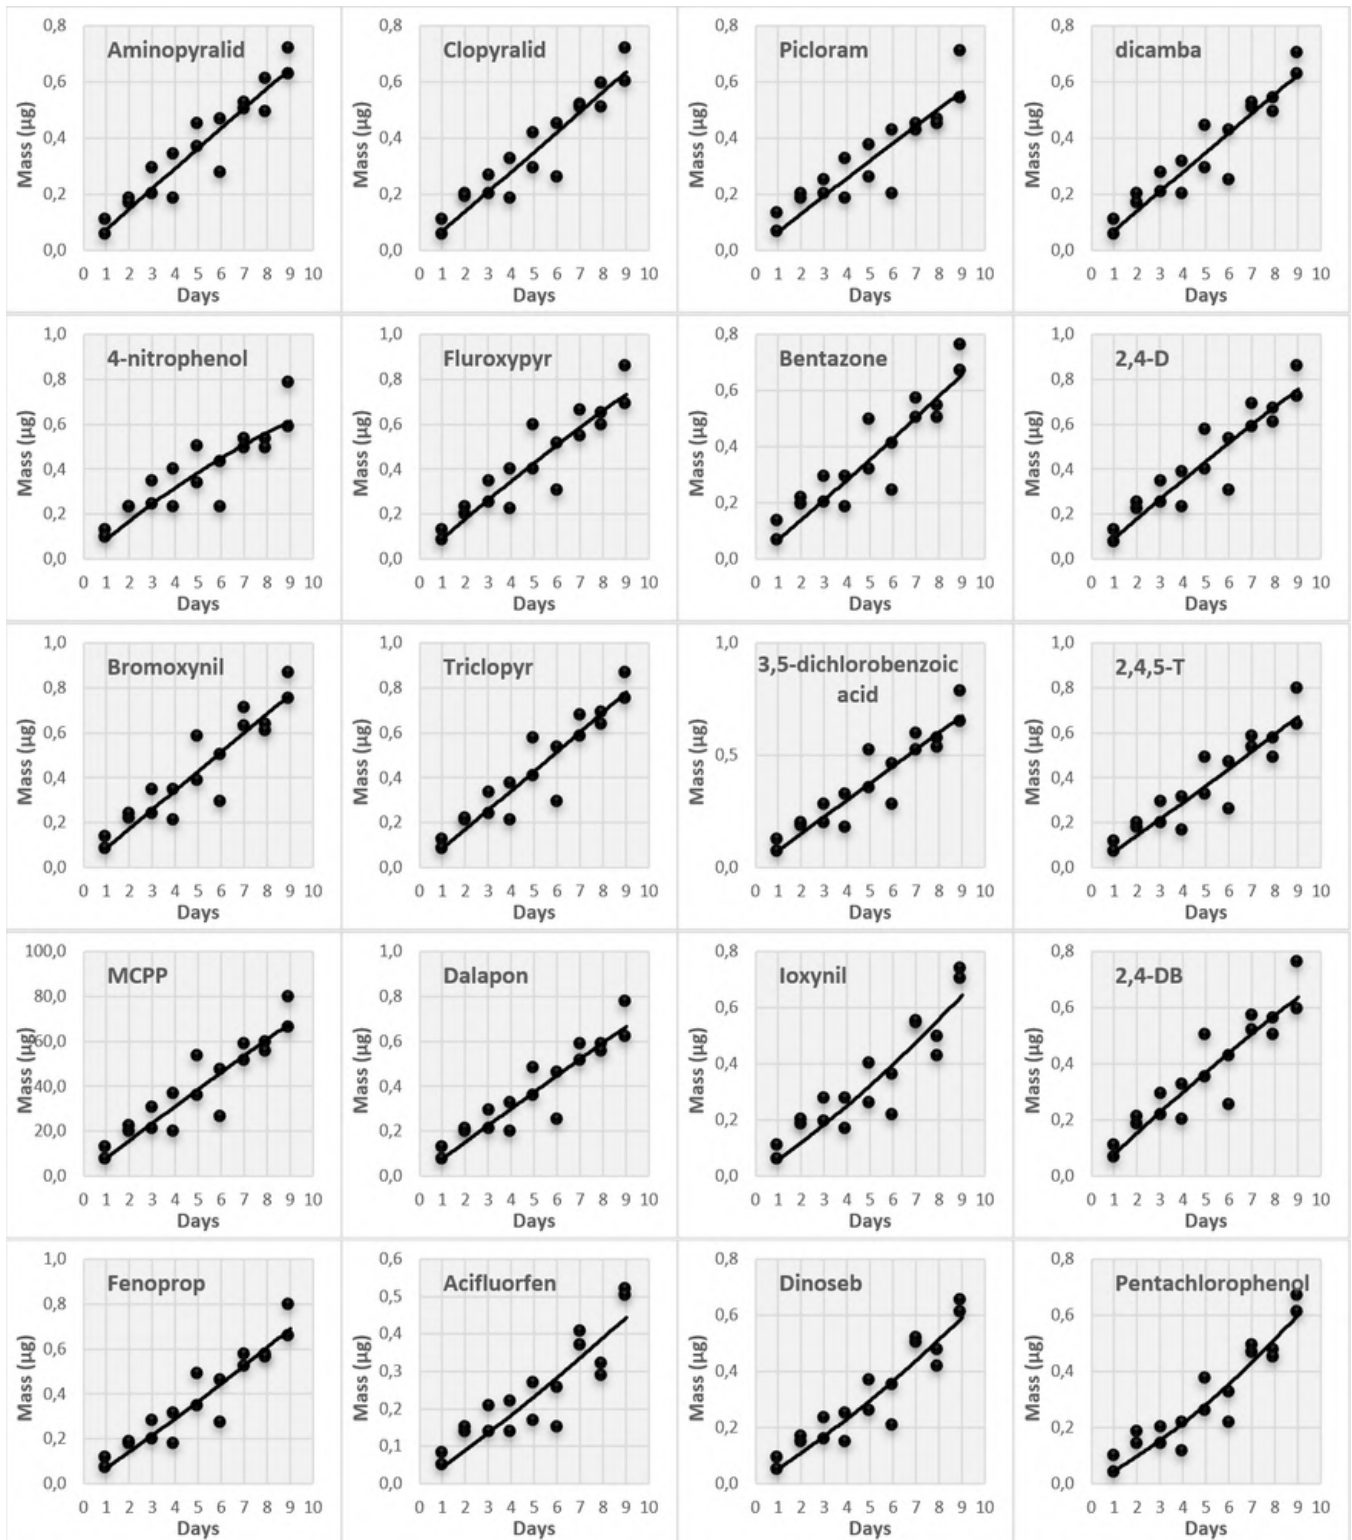 0,8
Aminopyralid
0,6
0,4
0,2
0,0
Mass (µg)
0 1 2 3 4 5 6 7 8 9 10
Days
0,8
Clopyralid
0,6
0,4
0,2
0,0
Mass (µg)
0 1 2 3 4 5 6 7 8 9 10
Days
0,8
Picloram
0,6
0,4
0,2
0,0
Mass (µg)
0 1 2 3 4 5 6 7 8 9 10
Days
0,8
dicamba
0,6
0,4
0,2
0,0
Mass (µg)
0 1 2 3 4 5 6 7 8 9 10
Days
1,0
4-nitrophenol
0,8
0,6
0,4
0,2
0,0
Mass (µg)
0 1 2 3 4 5 6 7 8 9 10
Days
1,0
Fluroxypyr
0,8
0,6
0,4
0,2
0,0
Mass (µg)
0 1 2 3 4 5 6 7 8 9 10
Days
0,8
Bentazone
0,6
0,4
0,2
0,0
Mass (µg)
0 1 2 3 4 5 6 7 8 9 10
Days
1,0
2,4-D
0,8
0,6
0,4
0,2
0,0
Mass (µg)
0 1 2 3 4 5 6 7 8 9 10
Days
1,0
Bromoxynil
0,8
0,6
0,4
0,2
0,0
Mass (µg)
0 1 2 3 4 5 6 7 8 9 10
Days
1,0
Triclopyr
0,8
0,6
0,4
0,2
0,0
Mass (µg)
0 1 2 3 4 5 6 7 8 9 10
Days
1,0
3,5-dichlorobenzoic
acid
0,5
0,0
Mass (µg)
0 1 2 3 4 5 6 7 8 9 10
Days
1,0
2,4,5-T
0,8
0,6
0,4
0,2
0,0
Mass (µg)
0 1 2 3 4 5 6 7 8 9 10
Days
100,0
MCPP
80,0
60,0
40,0
20,0
0,0
Mass (µg)
0 1 2 3 4 5 6 7 8 9 10
Days
1,0
Dalapon
0,8
0,6
0,4
0,2
0,0
Mass (µg)
0 1 2 3 4 5 6 7 8 9 10
Days
0,8
Ioxynil
0,6
0,4
0,2
0,0
Mass (µg)
0 1 2 3 4 5 6 7 8 9 10
Days
0,8
2,4-DB
0,6
0,4
0,2
0,0
Mass (µg)
0 1 2 3 4 5 6 7 8 9 10
Days
1,0
Fenoprop
0,8
0,6
0,4
0,2
0,0
Mass (µg)
0 1 2 3 4 5 6 7 8 9 10
Days
0,6
Acifluorfen
0,5
0,4
0,3
0,2
0,1
0,0
Mass (µg)
0 1 2 3 4 5 6 7 8 9 10
Days
0,8
Dinoseb
0,6
0,4
0,2
0,0
Mass (µg)
0 1 2 3 4 5 6 7 8 9 10
Days
0,8
Pentachlorophenol
0,6
0,4
0,2
0,0
Mass (µg)
0 1 2 3 4 5 6 7 8 9 10
Days